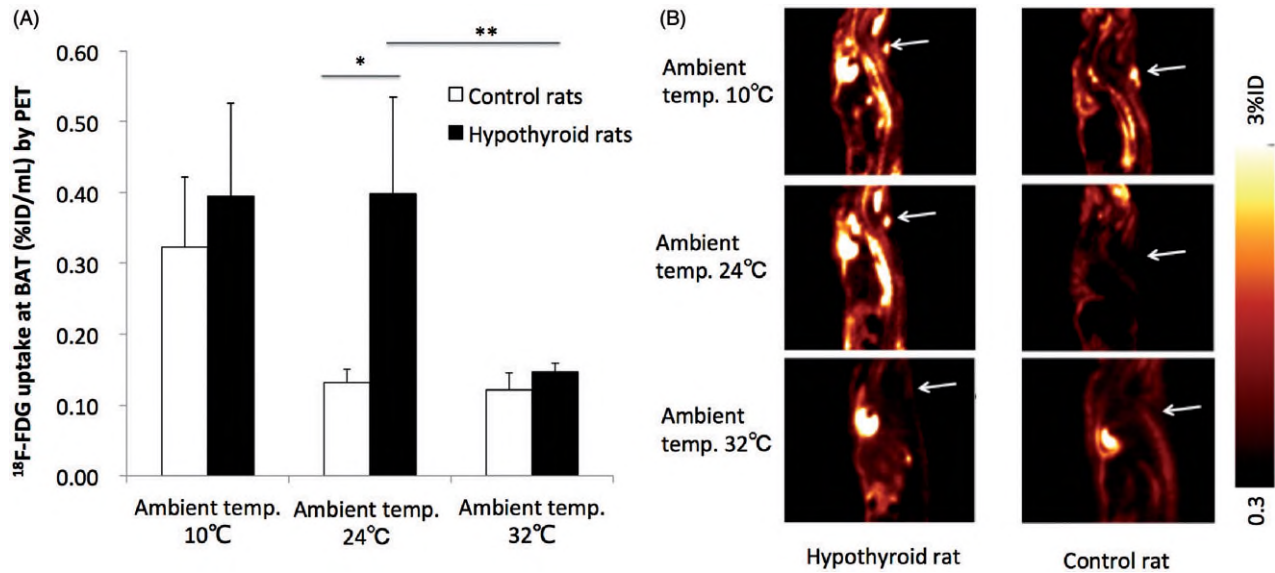 (A)
¹⁸F-FDG uptake at BAT (%ID/mL) by PET
0.60
0.50
0.40
0.30
0.20
0.10
0.00
*
**
Control rats
Hypothyroid rats
Ambient temp.
10℃
Ambient temp.
24℃
Ambient temp.
32℃
(B)
Ambient
temp. 10℃
Ambient
temp. 24℃
Ambient
temp. 32℃
Hypothyroid rat
Control rat
3%ID
0.3